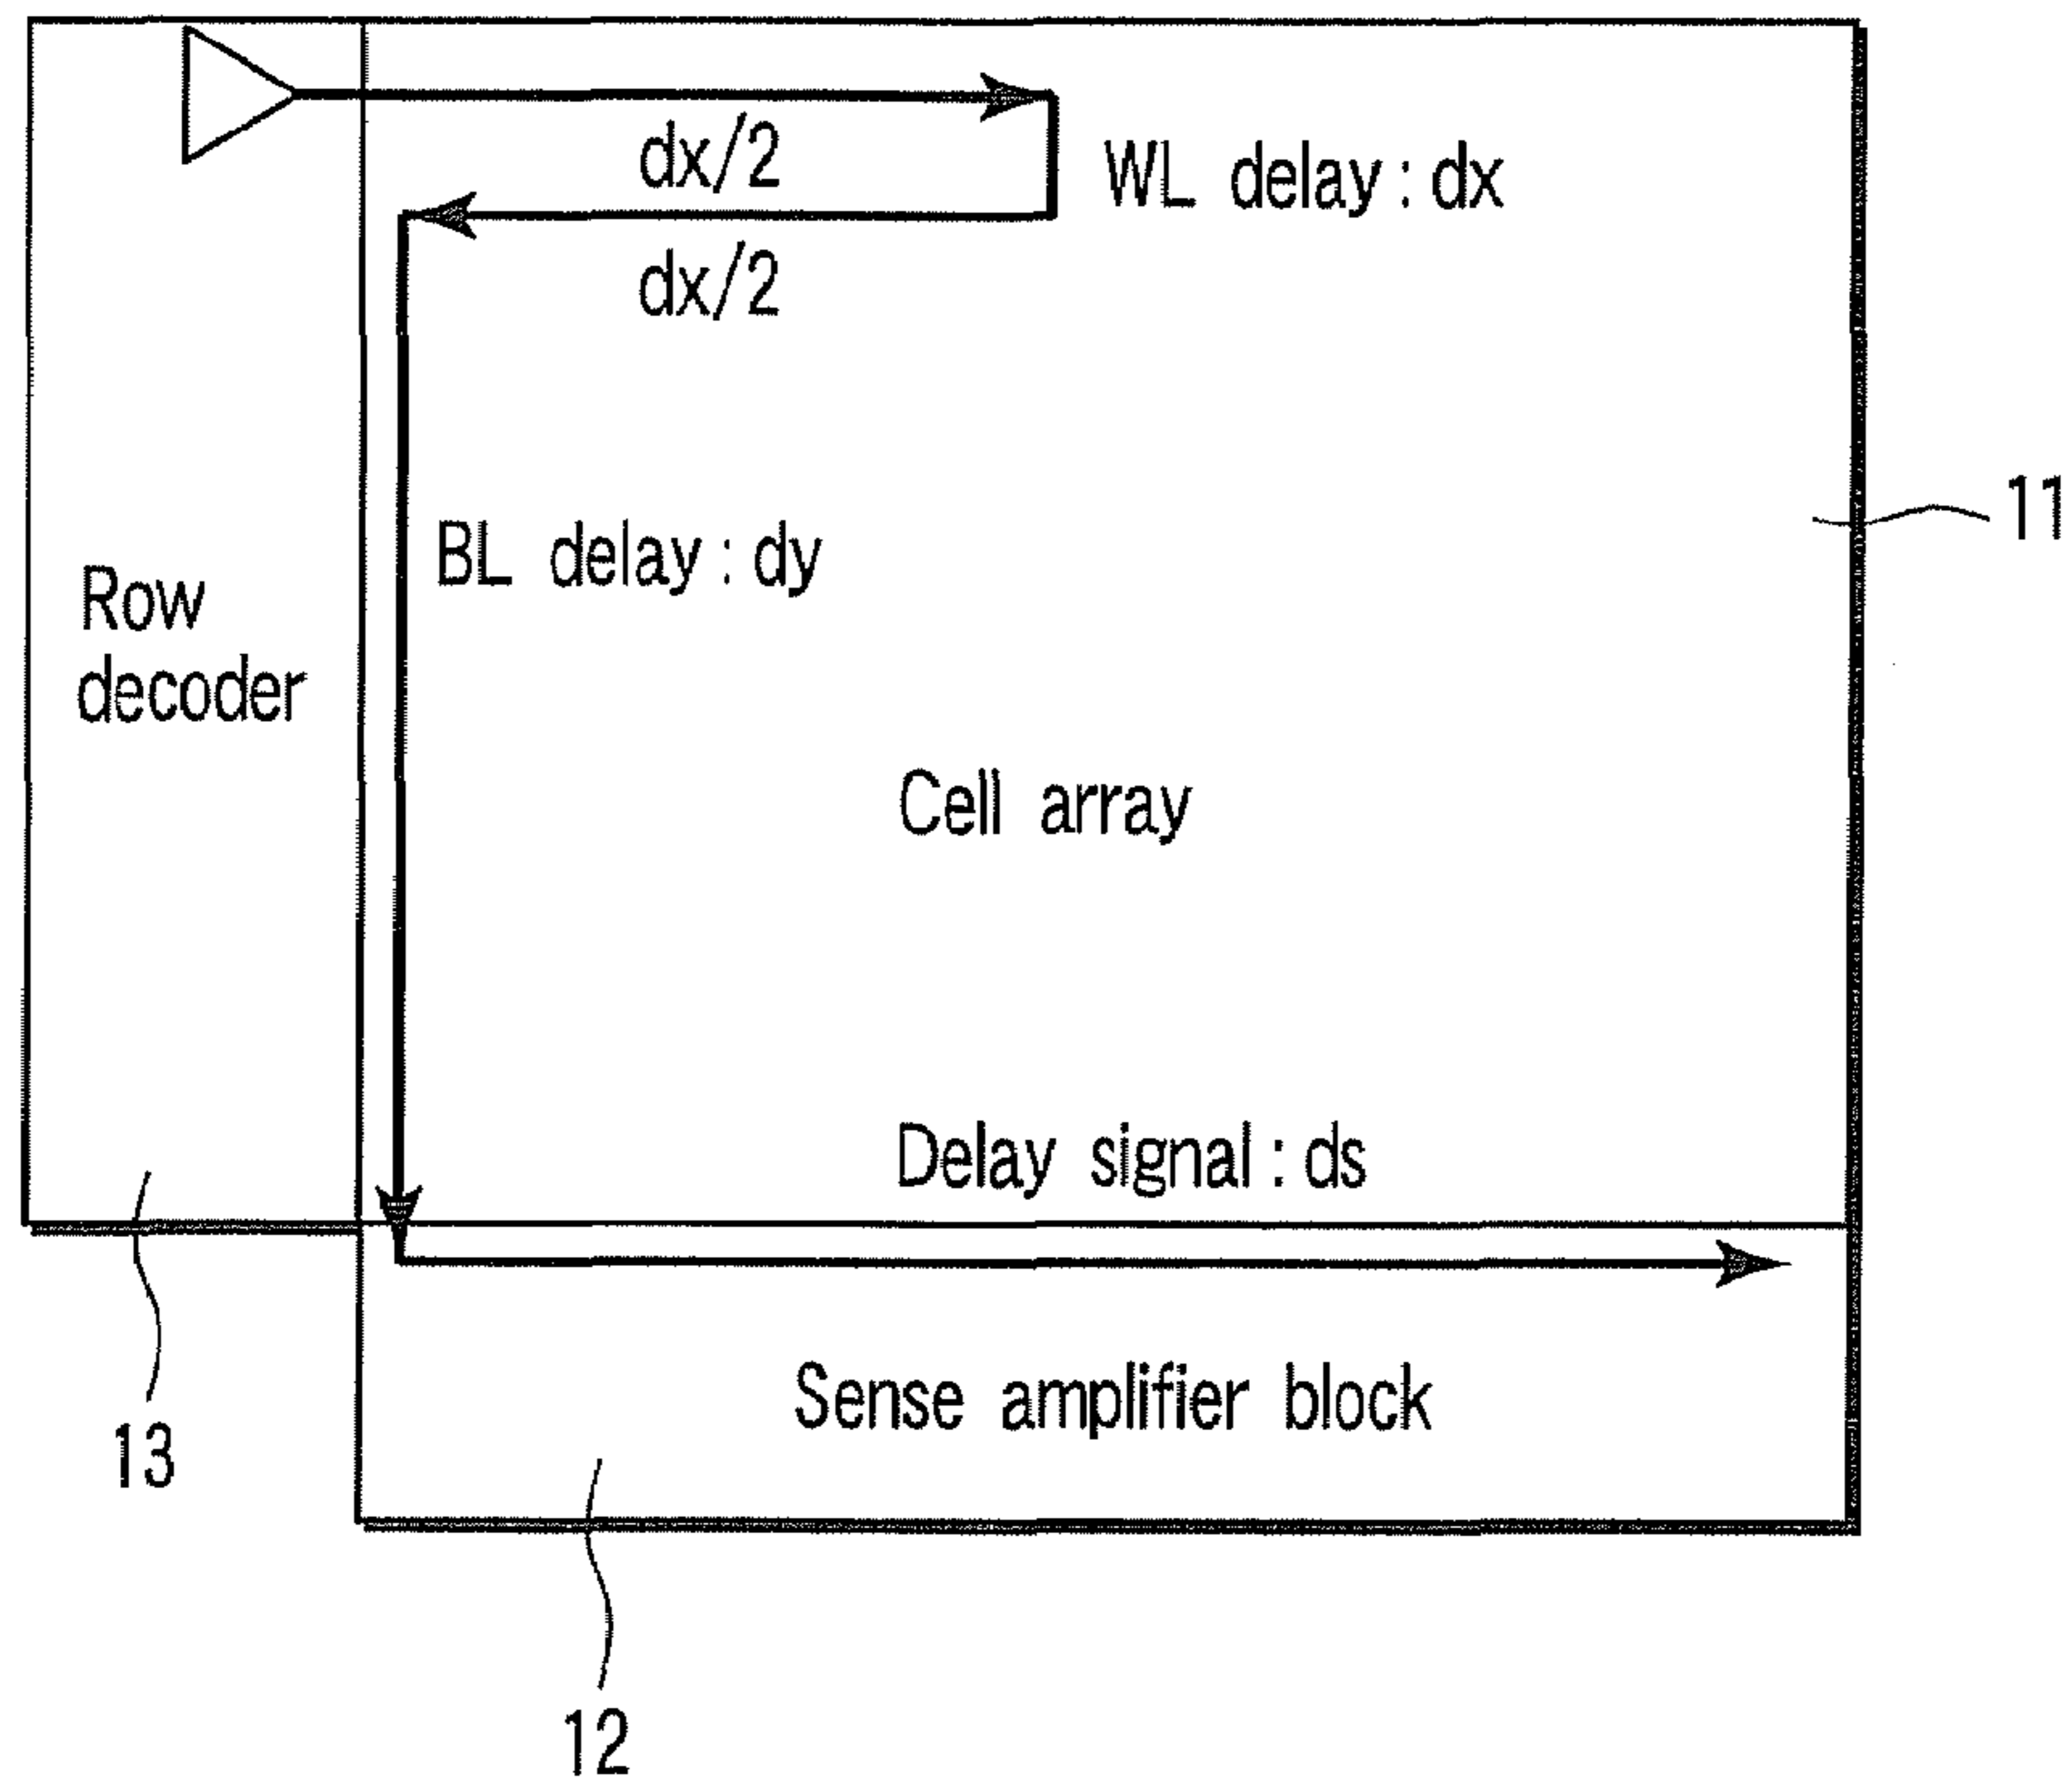 dx/2
WL delay : dx
dx/2
BL delay : dy
11
Row
decoder
Cell array
Delay signal : ds
Sense amplifier block
13
12